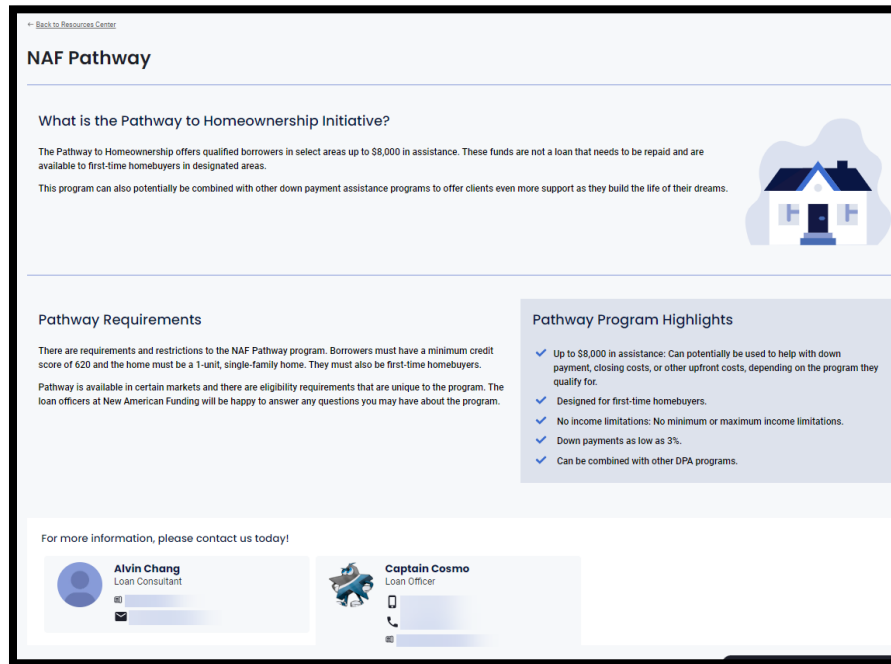 ← Back to Resources Center
NAF Pathway
What is the Pathway to Homeownership Initiative?
The Pathway to Homeownership offers qualified borrowers in select areas up to $8,000 in assistance. These funds are not a loan that needs to be repaid and are
available to first-time homebuyers in designated areas.
This program can also potentially be combined with other down payment assistance programs to offer clients even more support as they build the life of their dreams.
Pathway Requirements
There are requirements and restrictions to the NAF Pathway program. Borrowers must have a minimum credit
score of 620 and the home must be a 1-unit, single-family home. They must also be first-time homebuyers.
Pathway is available in certain markets and there are eligibility requirements that are unique to the program. The
loan officers at New American Funding will be happy to answer any questions you may have about the program.
Pathway Program Highlights
Up to $8,000 in assistance: Can potentially be used to help with down
payment, closing costs, or other upfront costs, depending on the program they
qualify for.
Designed for first-time homebuyers.
No income limitations: No minimum or maximum income limitations.
Down payments as low as 3%.
Can be combined with other DPA programs.
For more information, please contact us today!
Alvin Chang
Loan Consultant
Captain Cosmo
Loan Officer